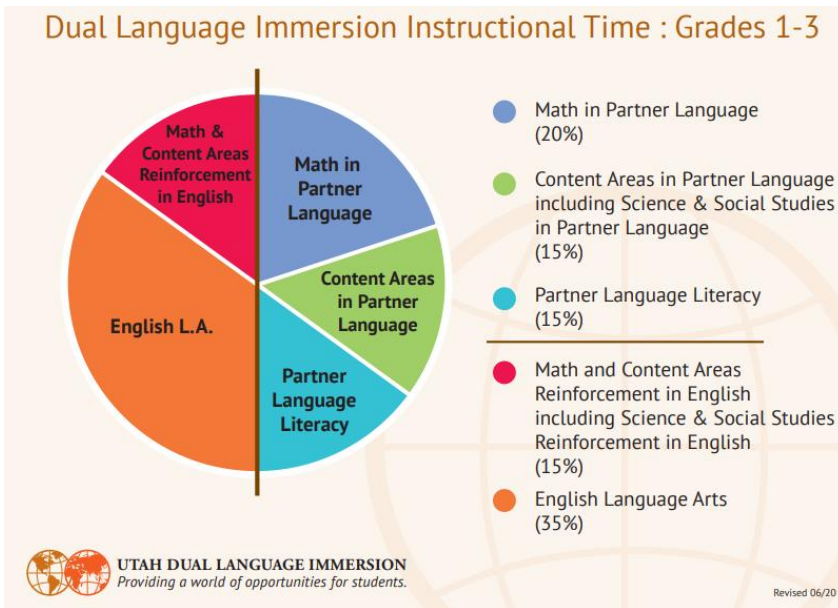 Dual Language Immersion Instructional Time : Grades 1-3
Math &
Content Areas
Reinforcement
in English
Math in
Partner
Language
Content Areas
in Partner
Language
English L.A.
Partner
Language
Literacy
Math in Partner Language
(20%)
Content Areas in Partner Language
including Science & Social Studies
in Partner Language
(15%)
Partner Language Literacy
(15%)
Math and Content Areas
Reinforcement in English
including Science & Social Studies
Reinforcement in English
(15%)
English Language Arts
(35%)
UTAH DUAL LANGUAGE IMMERSION
Providing a world of opportunities for students.
Revised 06/20